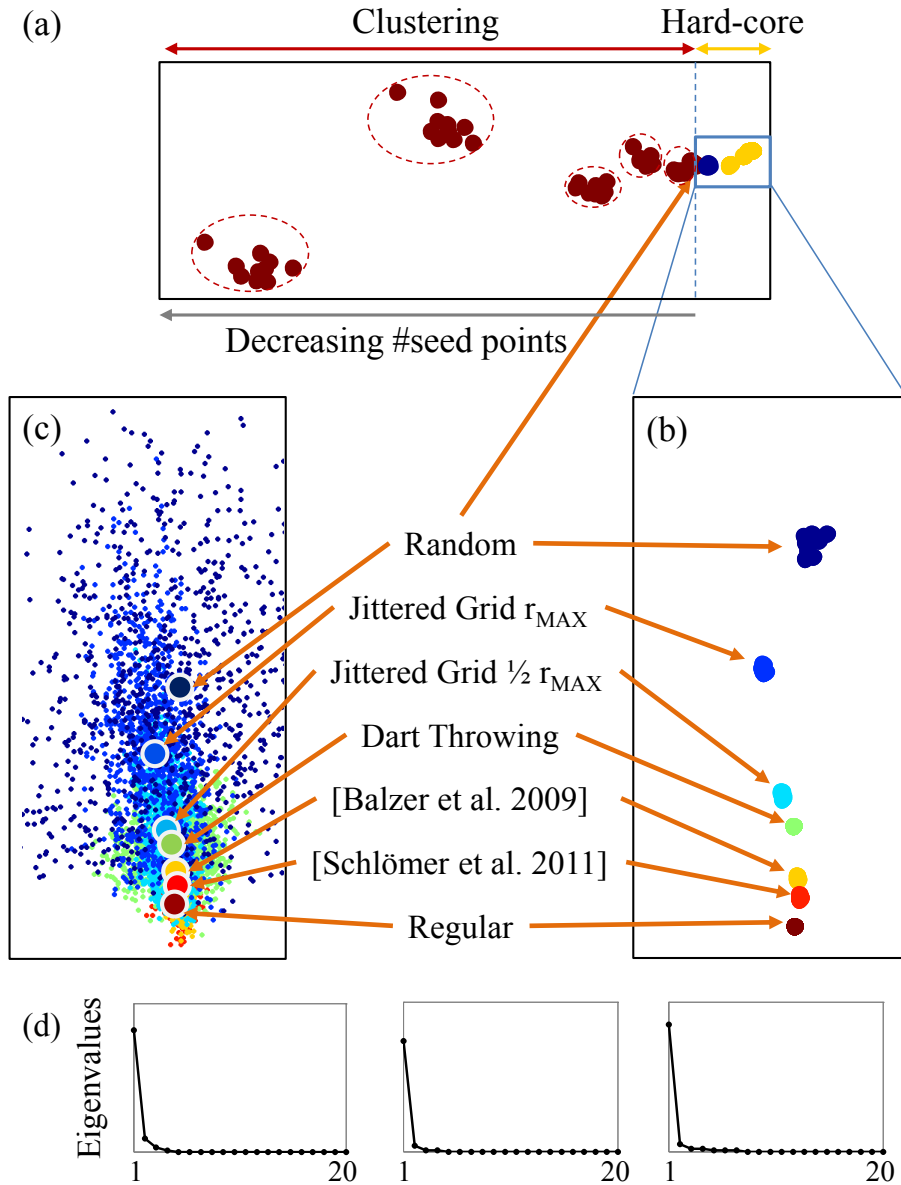 (a)
Clustering
Hard-core
Decreasing #seed points
(c)
(b)
Random
Jittered Grid r_MAX
Jittered Grid ½ r_MAX
Dart Throwing
[Balzer et al. 2009]
[Schlömer et al. 2011]
Regular
(d)
Eigenvalues
1 20
1 20
1 20